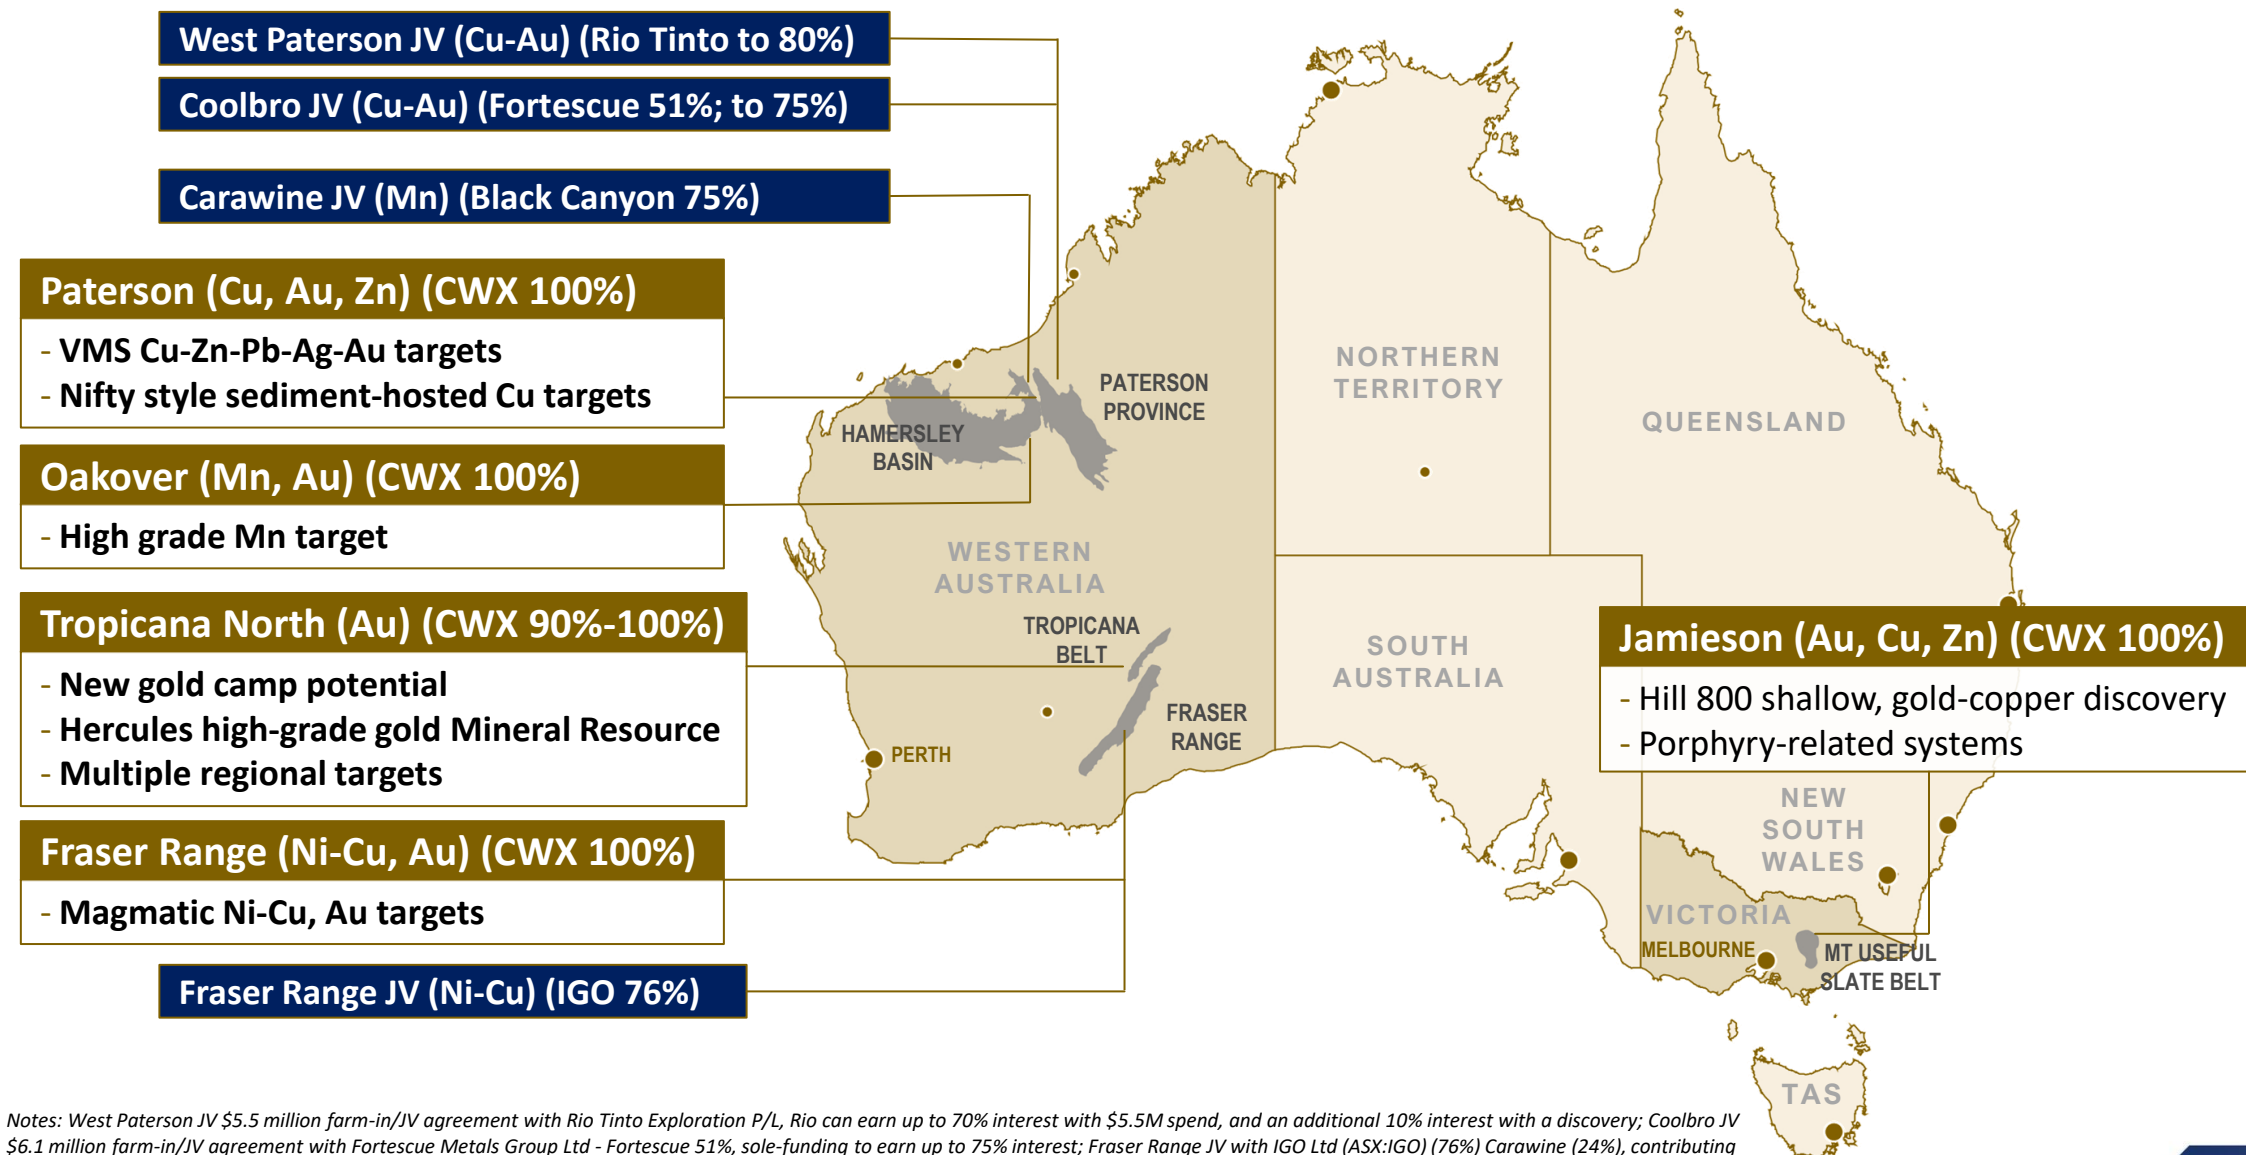 West Paterson JV (Cu-Au) (Rio Tinto to 80%)
Coolbro JV (Cu-Au) (Fortescue 51%; to 75%)
Carawine JV (Mn) (Black Canyon 75%)
Paterson (Cu, Au, Zn) (CWX 100%)
- VMS Cu-Zn-Pb-Ag-Au targets
- Nifty style sediment-hosted Cu targets
Oakover (Mn, Au) (CWX 100%)
- High grade Mn target
Tropicana North (Au) (CWX 90%-100%)
- New gold camp potential
- Hercules high-grade gold Mineral Resource
- Multiple regional targets
Fraser Range (Ni-Cu, Au) (CWX 100%)
- Magmatic Ni-Cu, Au targets
Fraser Range JV (Ni-Cu) (IGO 76%)
PATERSON
PROVINCE
HAMERSLEY
BASIN
WESTERN
AUSTRALIA
TROPICANA
BELT
FRASER
RANGE
PERTH
NORTHERN
TERRITORY
QUEENSLAND
SOUTH
AUSTRALIA
Jamieson (Au, Cu, Zn) (CWX 100%)
- Hill 800 shallow, gold-copper discovery
- Porphyry-related systems
NEW
SOUTH
WALES
VICTORIA
MELBOURNE
MT USEFUL
SLATE BELT
TAS
Notes: West Paterson JV $5.5 million farm-in/JV agreement with Rio Tinto Exploration P/L, Rio can earn up to 70% interest with $5.5M spend, and an additional 10% interest with a discovery; Coolbro JV
$6.1 million farm-in/JV agreement with Fortescue Metals Group Ltd - Fortescue 51%, sole-funding to earn up to 75% interest; Fraser Range JV with IGO Ltd (ASX:IGO) (76%) Carawine (24%), contributing